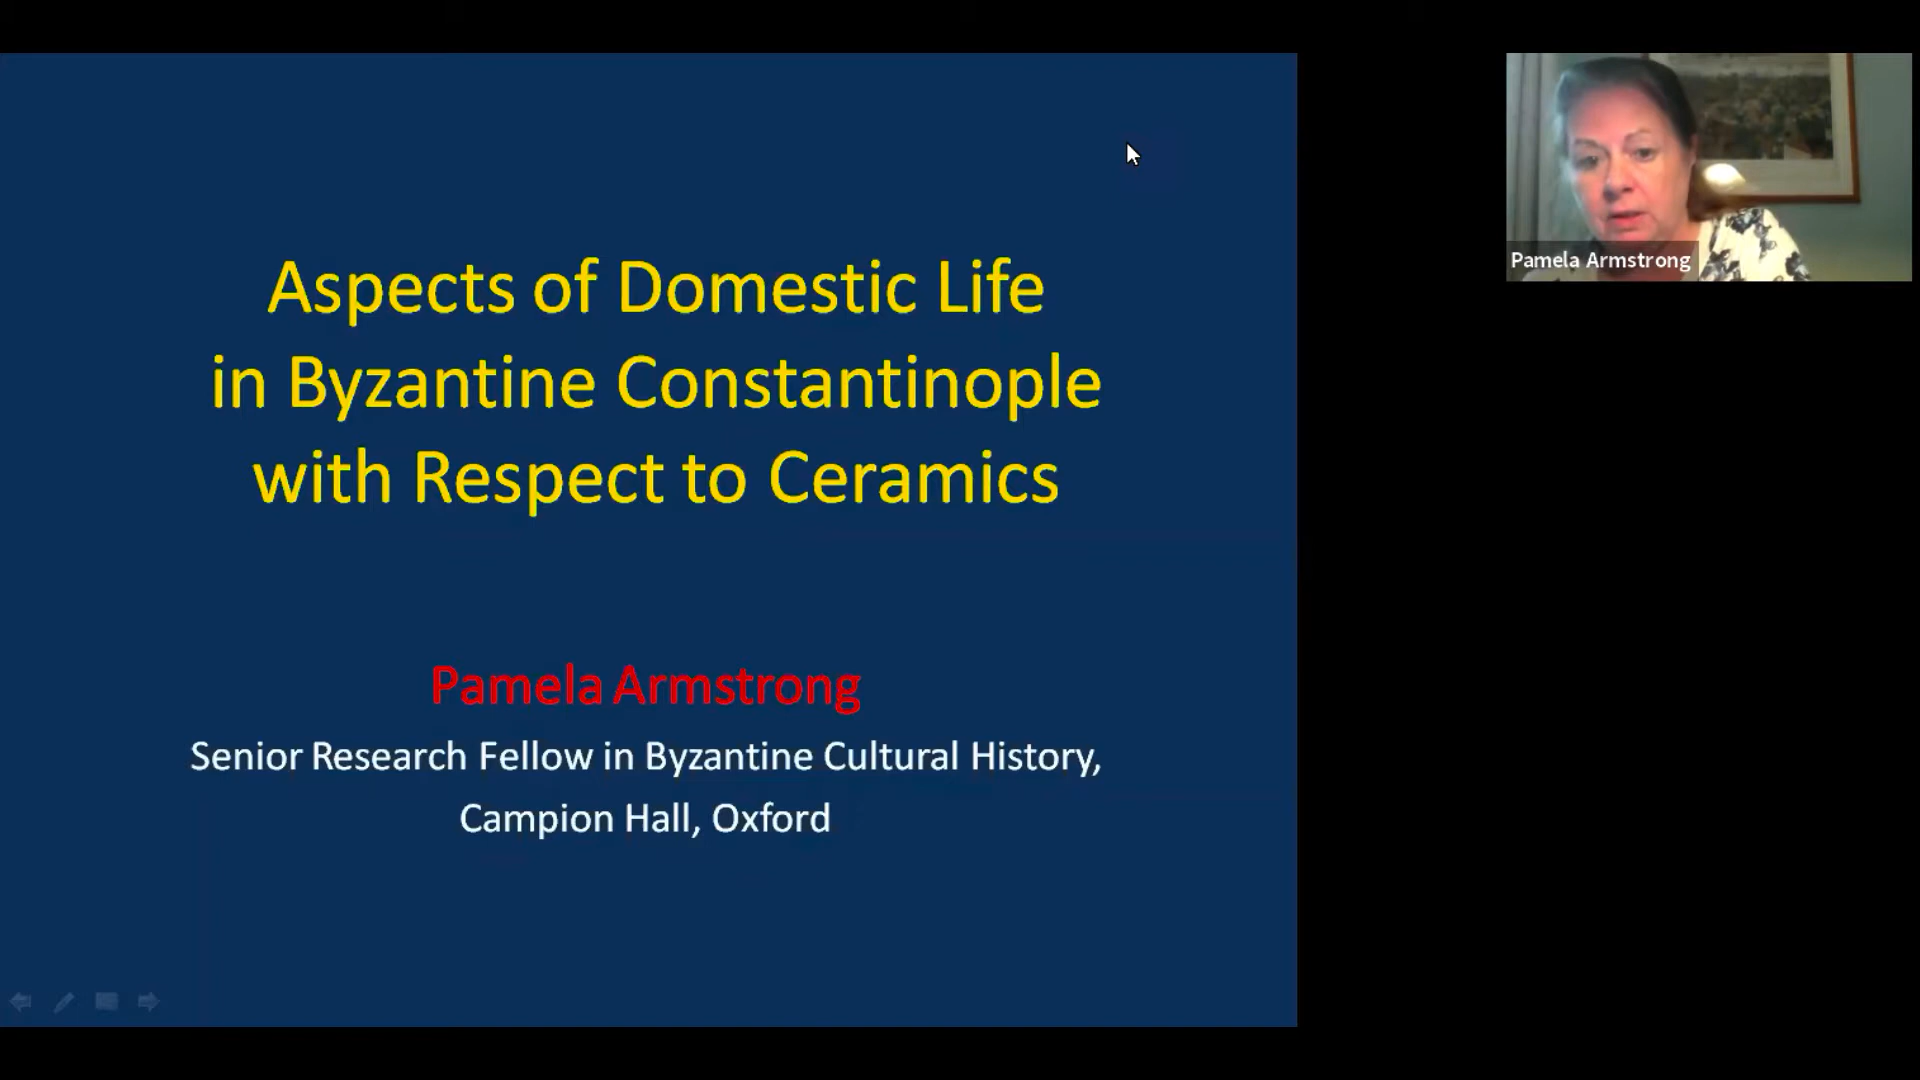 Aspects of Domestic Life
in Byzantine Constantinople
with Respect to Ceramics
Pamela Armstrong
Senior Research Fellow in Byzantine Cultural History,
Campion Hall, Oxford
Pamela Armstrong